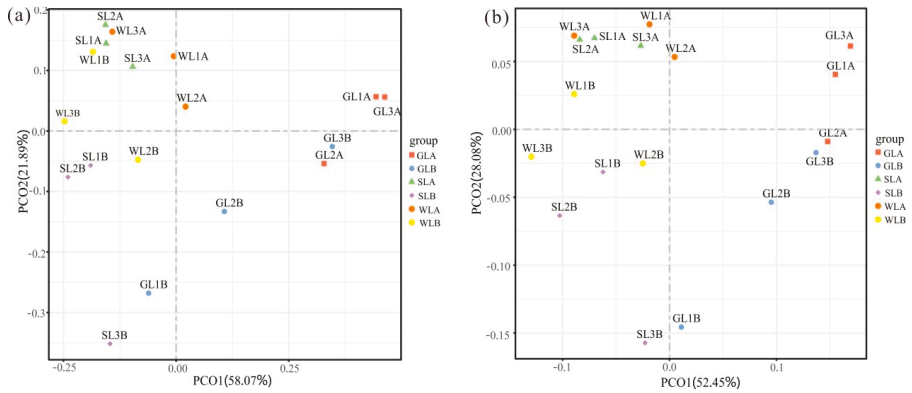 (a)
0.2
0.1
0.0
-0.1
-0.2
-0.3
PCO2(21.89%)
SL2A
WL3A
SL1A
WL1B
SL3A
WL1A
WL2A
GL1A
GL3A
WL3B
GL3B
GL2A
WL2B
SL1B
SL2B
GL2B
GL1B
SL3B
-0.25
0.00
0.25
PCO1(58.07%)
group
GLA
GLB
SLA
SLB
WLA
WLB
(b)
0.05
0.00
-0.05
-0.10
-0.15
PCO2(28.08%)
WL1A
WL3A
SL1A
SL2A
SL3A
WL2A
GL3A
GL1A
WL1B
GL2A
GL3B
WL3B
WL2B
SL1B
SL2B
GL2B
GL1B
SL3B
-0.1
0.0
0.1
PCO1(52.45%)
group
GLA
GLB
SLA
SLB
WLA
WLB